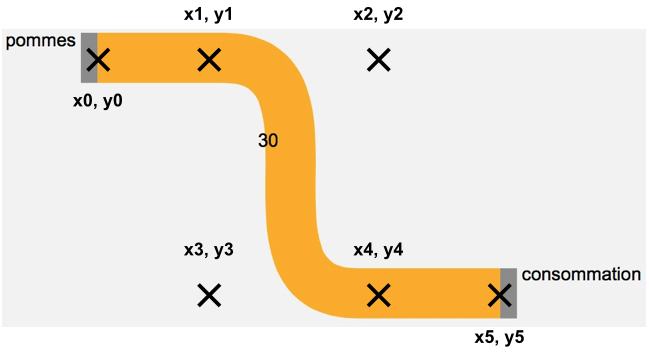 x1, y1
x2, y2
pommes
x0, y0
30
x3, y3
x4, y4
consommation
x5, y5